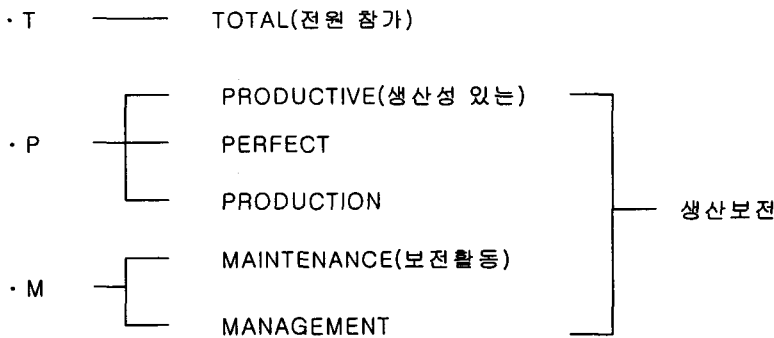 · T TOTAL(전원 참가)
PRODUCTIVE(생산성 있는)
· P PERFECT
PRODUCTION
생산보전
MAINTENANCE(보전활동)
· M
MANAGEMENT